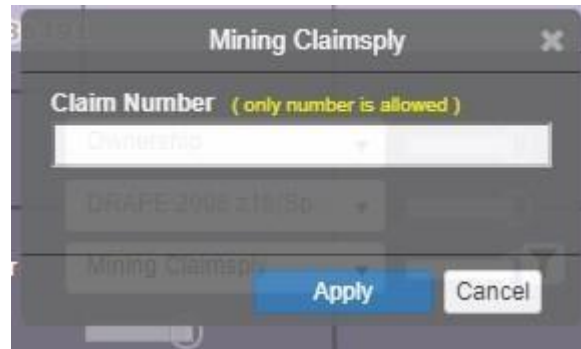 Mining Claimsply
Claim Number ( only number is allowed )
Ownership
Mining Claimsply
Apply Cancel